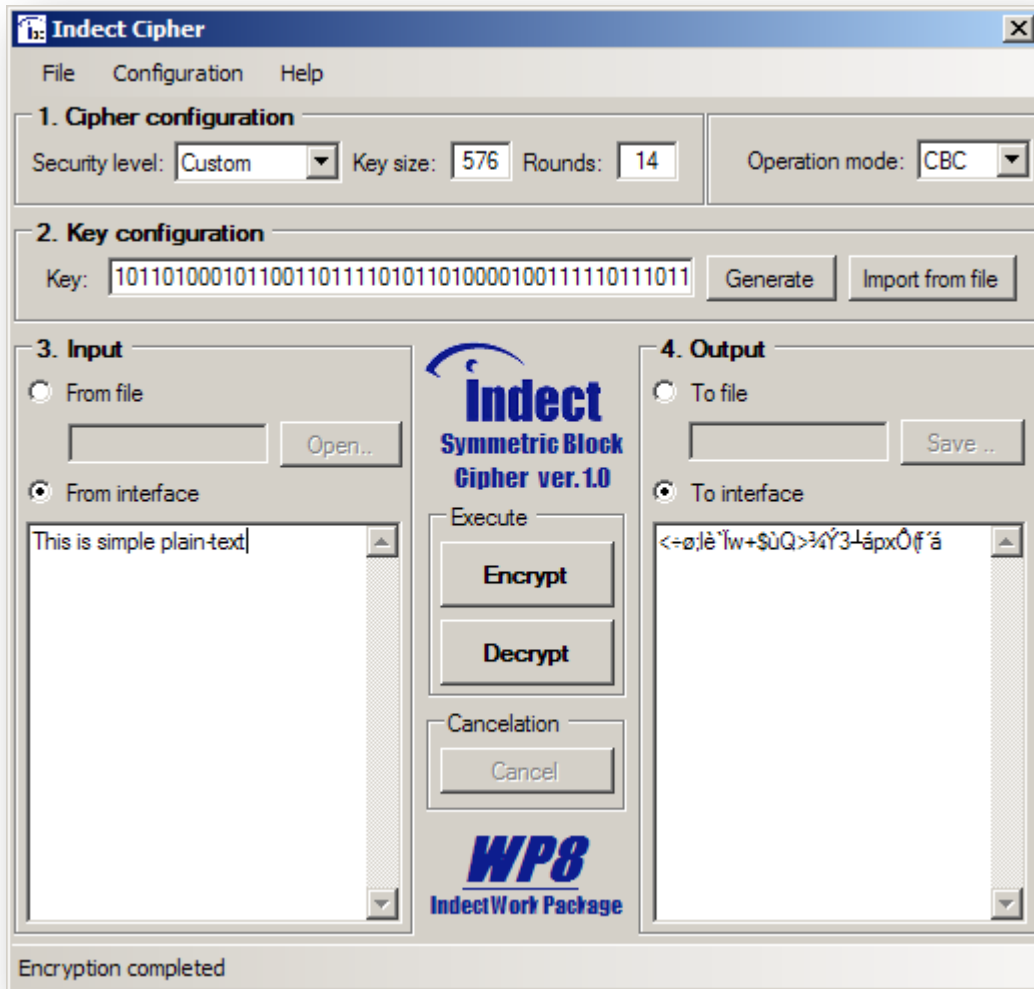 Indect Cipher
File Configuration Help
1. Cipher configuration
Security level: Custom Key size: 576 Rounds: 14 Operation mode: CBC
2. Key configuration
Key: 101101000101100110111101011010000100111110111011 Generate Import from file
3. Input
From file
Open..
From interface
This is simple plain-text
Indect
Symmetric Block
Cipher ver. 1.0
Execute
Encrypt
Decrypt
Cancelation
Cancel
WP8
IndectWork Package
4. Output
To file
Save ..
To interface
Encryption completed